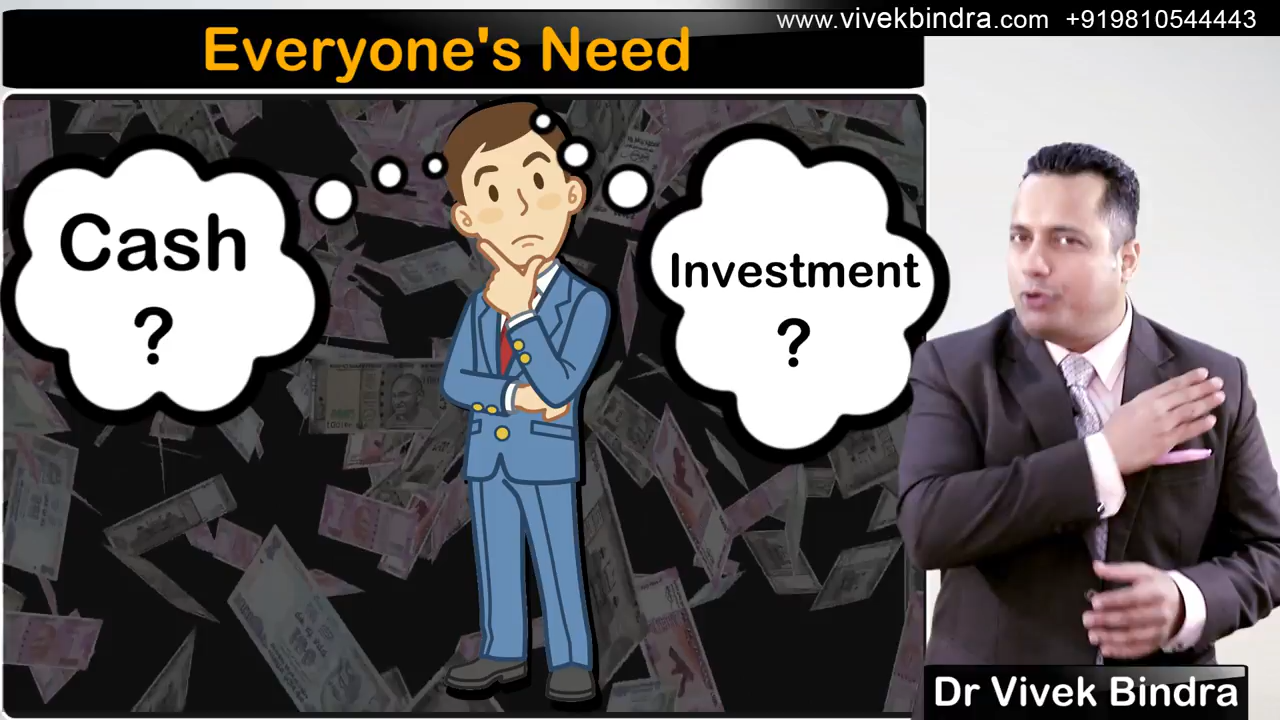 www.vivekbindra.com +919810544443
Everyone's Need
Cash
?
Investment
?
Dr Vivek Bindra